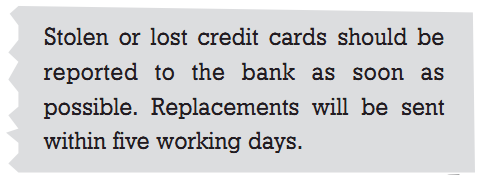 Stolen or lost credit cards should be
reported to the bank as soon as
possible. Replacements will be sent
within five working days.